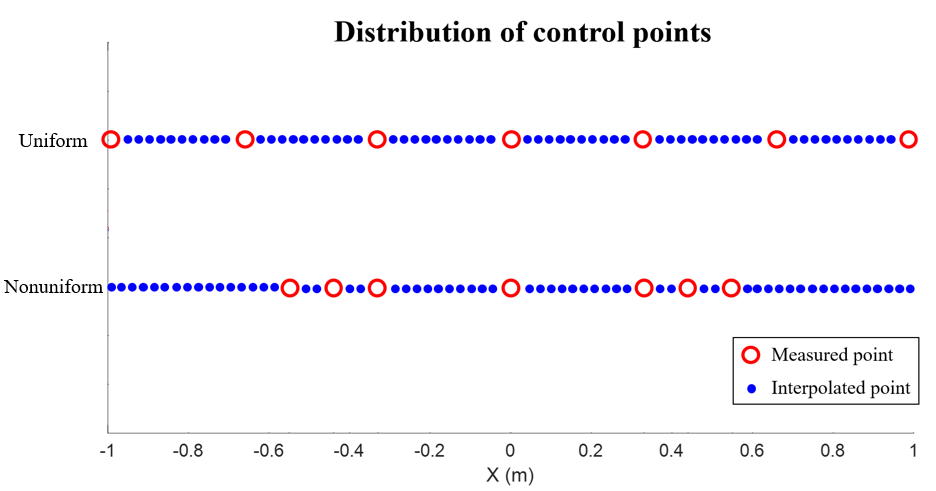 Distribution of control points
Uniform
Nonuniform
Measured point
Interpolated point
-1 -0.8 -0.6 -0.4 -0.2 0 0.2 0.4 0.6 0.8 1
X (m)